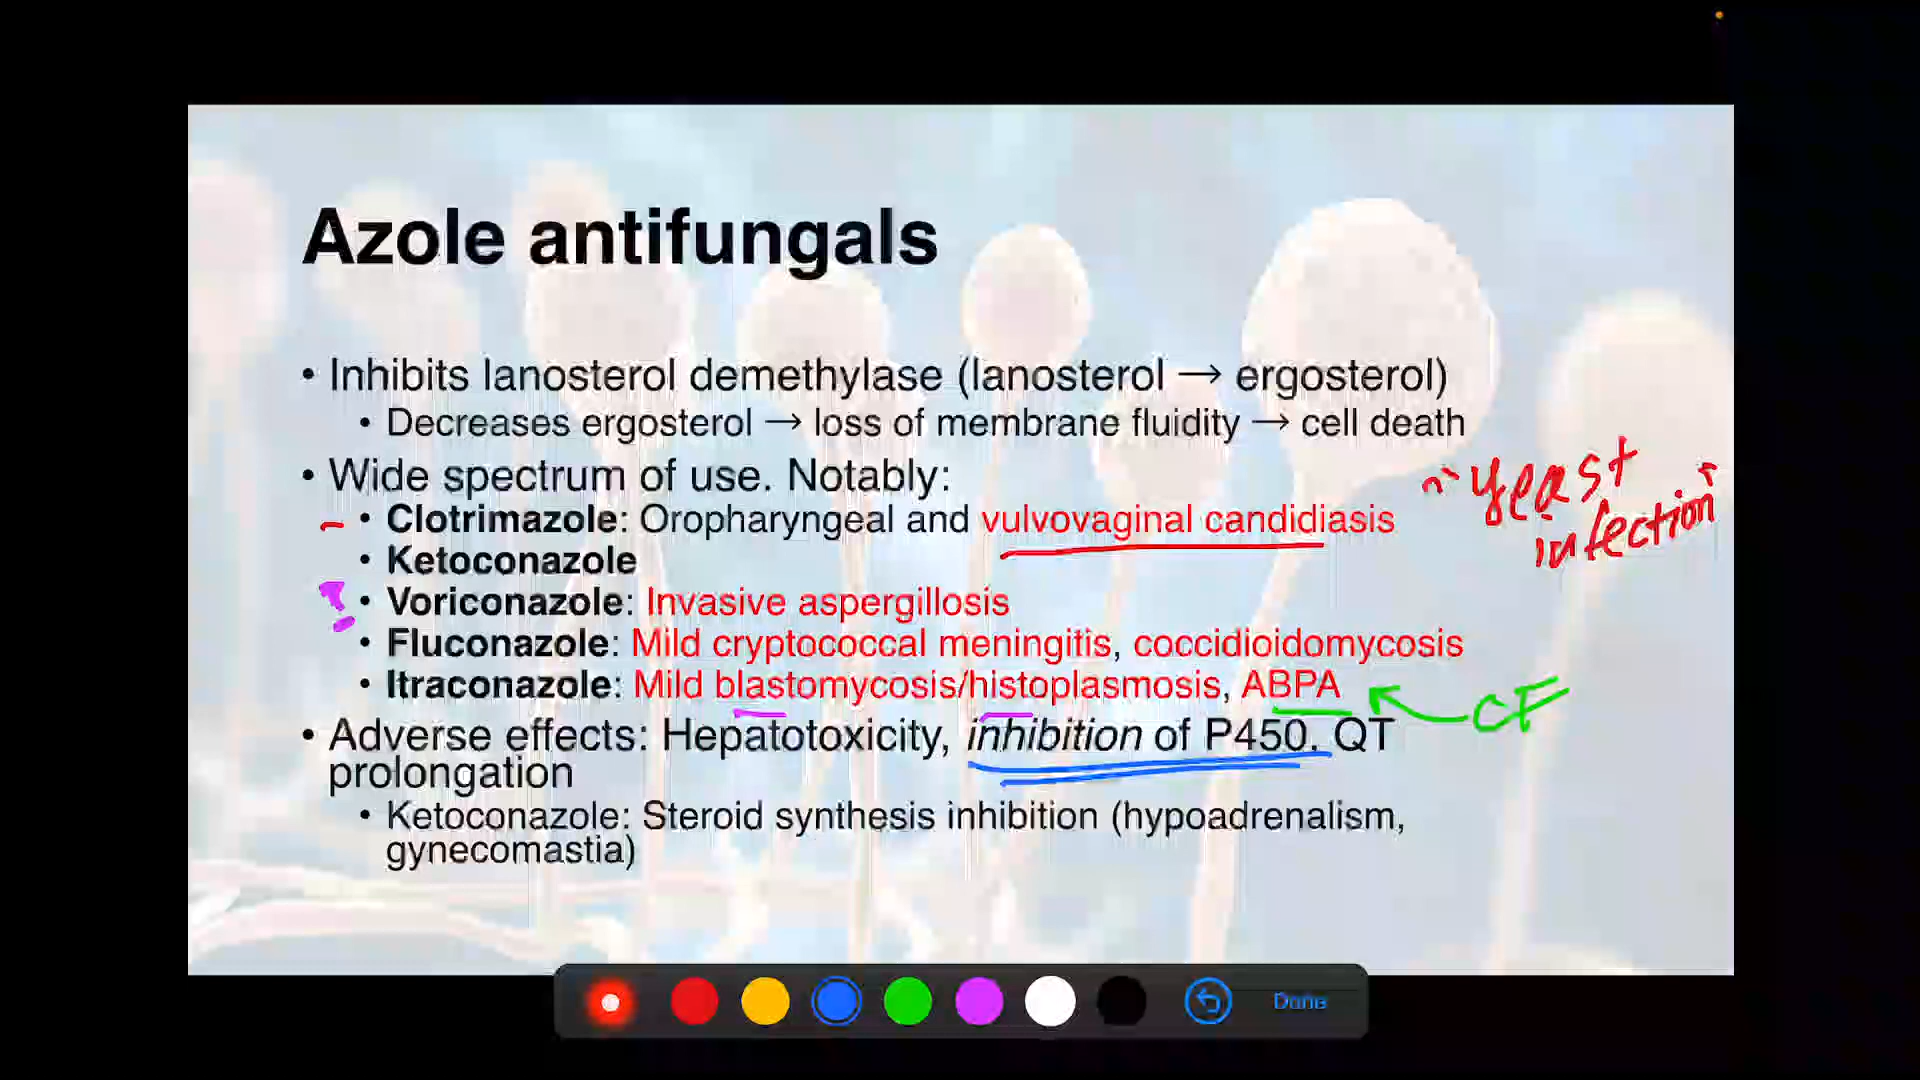 Azole antifungals
• Inhibits lanosterol demethylase (lanosterol → ergosterol)
• Decreases ergosterol → loss of membrane fluidity → cell death
• Wide spectrum of use. Notably:
"yeast
infection"
• Clotrimazole: Oropharyngeal and vulvovaginal candidiasis
• Ketoconazole
• Voriconazole: Invasive aspergillosis
• Fluconazole: Mild cryptococcal meningitis, coccidioidomycosis
• Itraconazole: Mild blastomycosis/histoplasmosis, ABPA
CF
• Adverse effects: Hepatotoxicity, inhibition of P450. QT
prolongation
• Ketoconazole: Steroid synthesis inhibition (hypoadrenalism,
gynecomastia)
Done